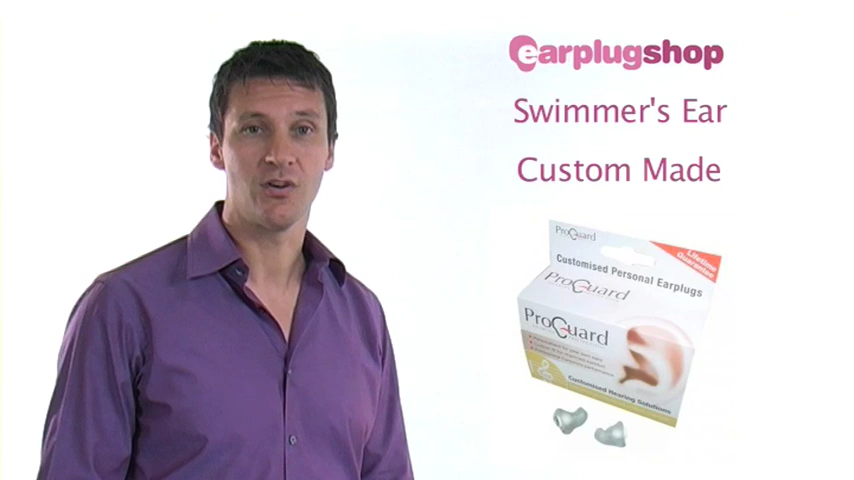 earplugshop
Swimmer's Ear
Custom Made
ProGuard
Lifetime
Guarantee
Customised Personal Earplugs
ProGuard
ProGuard
Customised Hearing Solutions